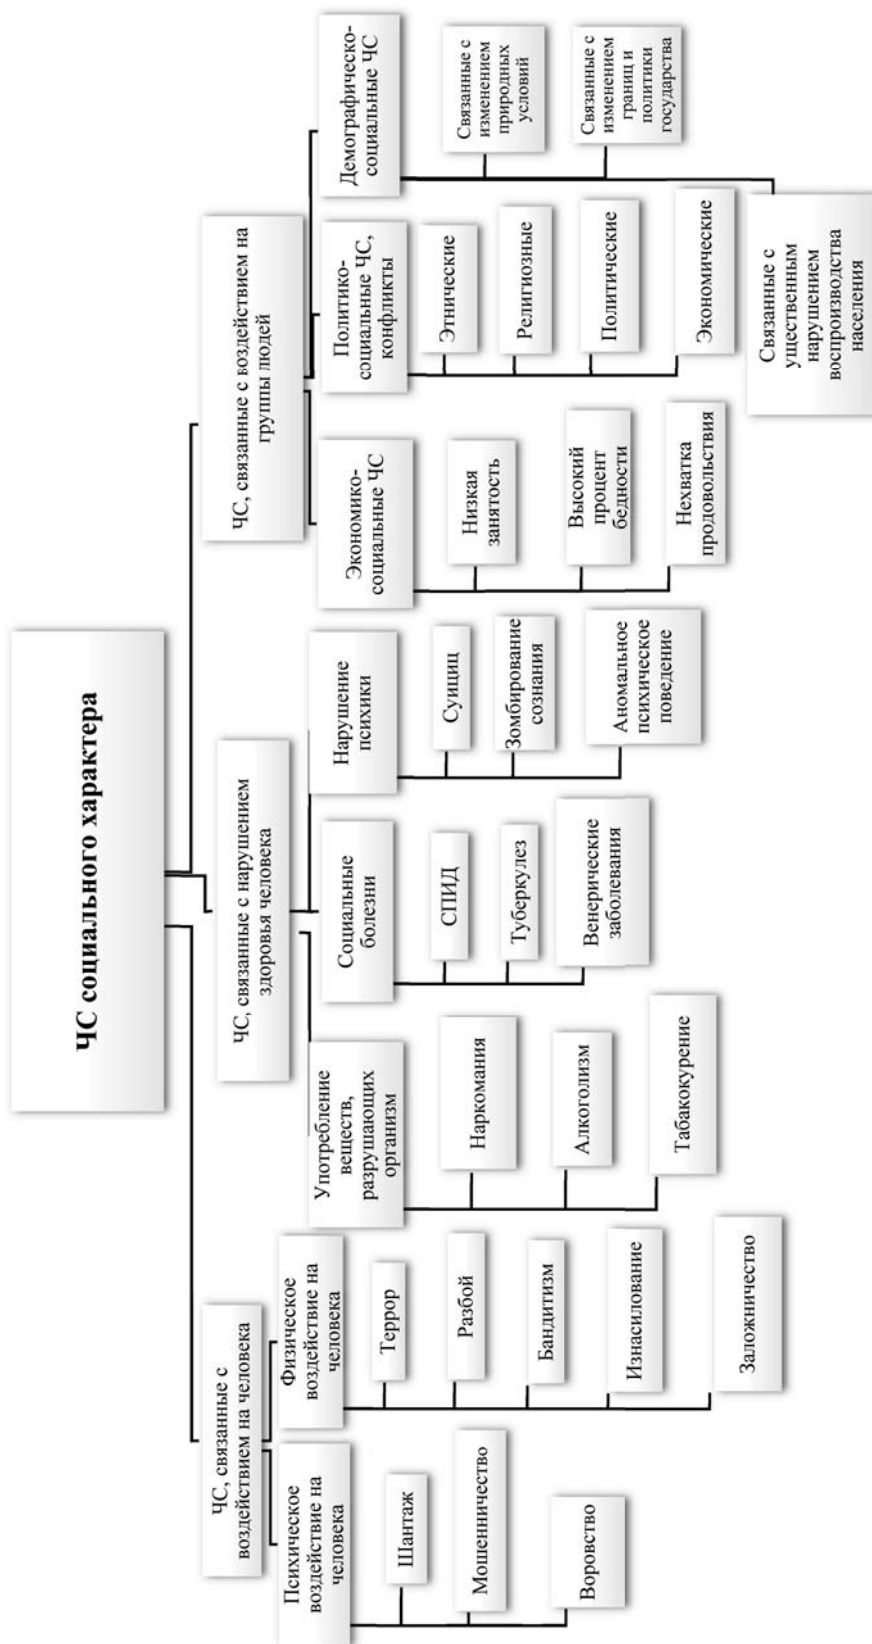 ЧС социального характера
ЧС, связанные с
воздействием на человека
Психическое
воздействие на
человека
Шантаж
Мошенничество
Воровство
Физическое
воздействие на
человека
Террор
Разбой
Бандитизм
Изнасилование
Заложничество
ЧС, связанные с нарушением
здоровья человека
Употребление
веществ,
разрушающих
организм
Наркомания
Алкоголизм
Табакокурение
Социальные
болезни
СПИД
Туберкулез
Венерические
заболевания
Нарушение
психики
Суициц
Зомбирование
сознания
Аномальное
психическое
поведение
ЧС, связанные с воздействием на
группы людей
Экономико-
социальные ЧС
Низкая
занятость
Высокий
процент
бедности
Нехватка
продовольствия
Политико-
социальные ЧС,
конфликты
Этнические
Религиозные
Политические
Экономические
Демографическо-
социальные ЧС
Связанные с
изменением
природных
условий
Связанные с
изменением
границ и
политики
государства
Связанные с
ущественным
нарушением
воспроизводства
населения